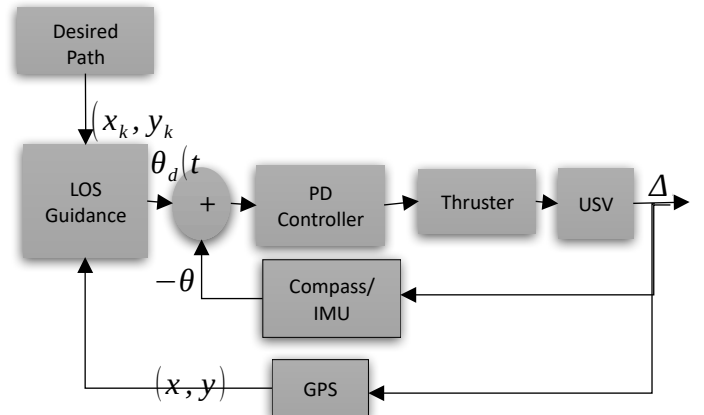 Desired
Path
(x_k, y_k
θ_d(t
LOS
Guidance
+
PD
Controller
Thruster
USV
Δ
−θ
Compass/
IMU
(x, y)
GPS